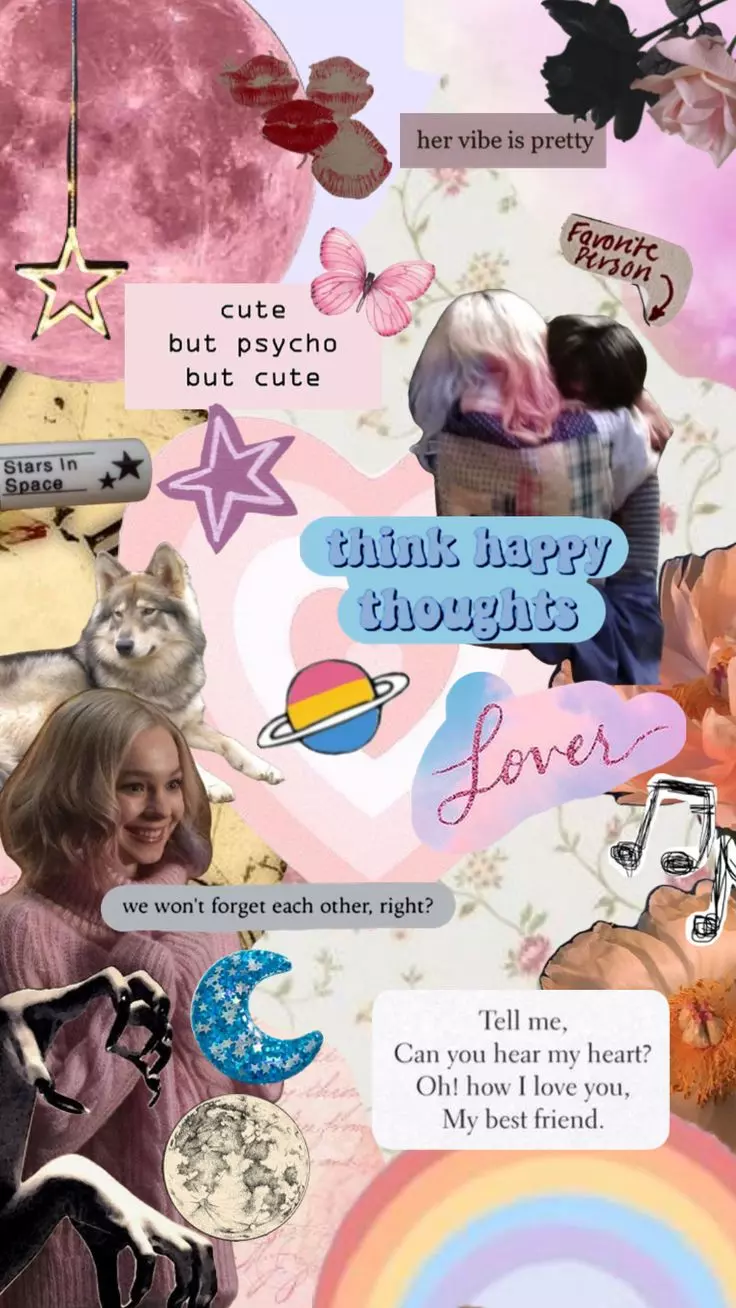 her vibe is pretty
Favorite
Person
cute
but psycho
but cute
Stars In
Space
think happy
thoughts
Lover
we won't forget each other, right?
Tell me,
Can you hear my heart?
Oh! how I love you,
My best friend.